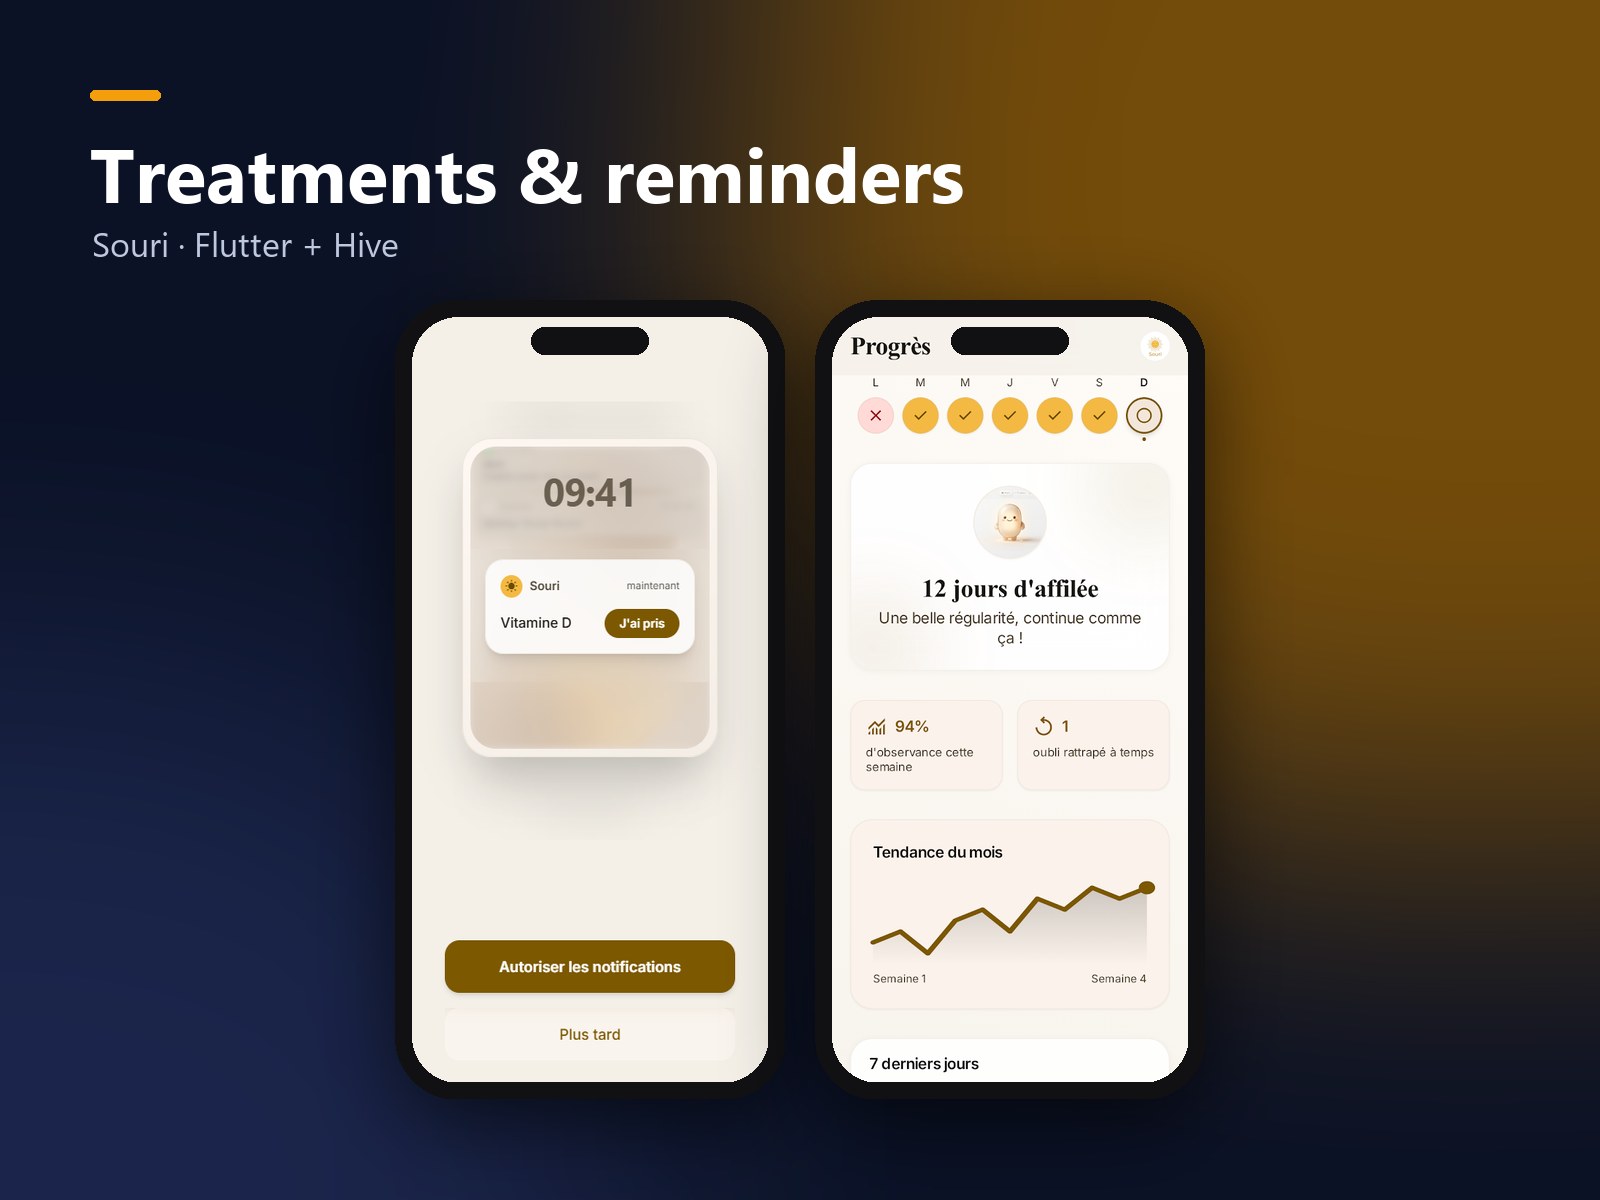 Treatments & reminders
Souri · Flutter + Hive
09:41
Souri maintenant
Vitamine D J'ai pris
Autoriser les notifications
Plus tard
Progrès
L M M J V S D
12 jours d'affilée
Une belle régularité, continue comme
ça !
94%
d'observance cette
semaine
1
oubli rattrapé à temps
Tendance du mois
Semaine 1 Semaine 4
7 derniers jours